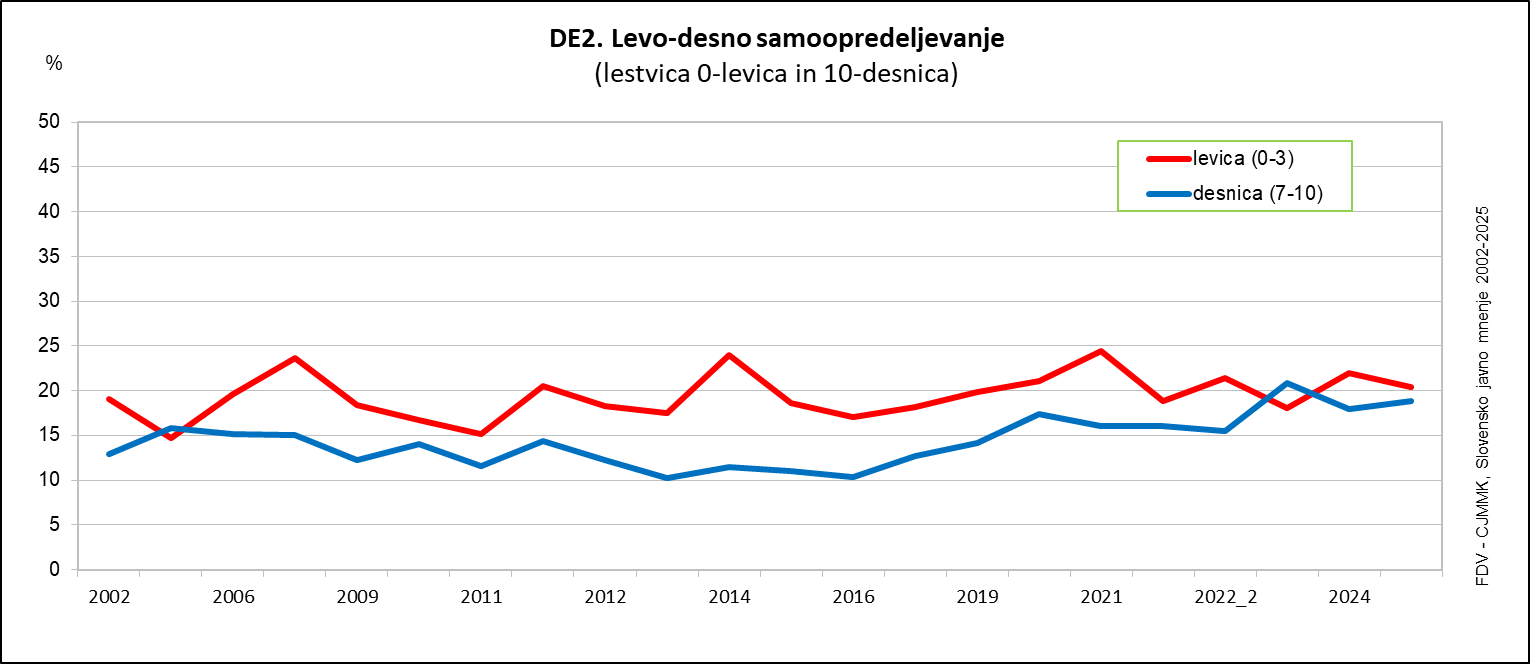 DE2. Levo-desno samoopredeljevanje
(lestvica 0-levica in 10-desnica)
%
50
45
40
35
30
25
20
15
10
5
0
levica (0-3)
desnica (7-10)
2002 2006 2009 2011 2012 2014 2016 2019 2021 2022_2 2024
FDV - CJMMK, Slovensko javno mnenje 2002-2025